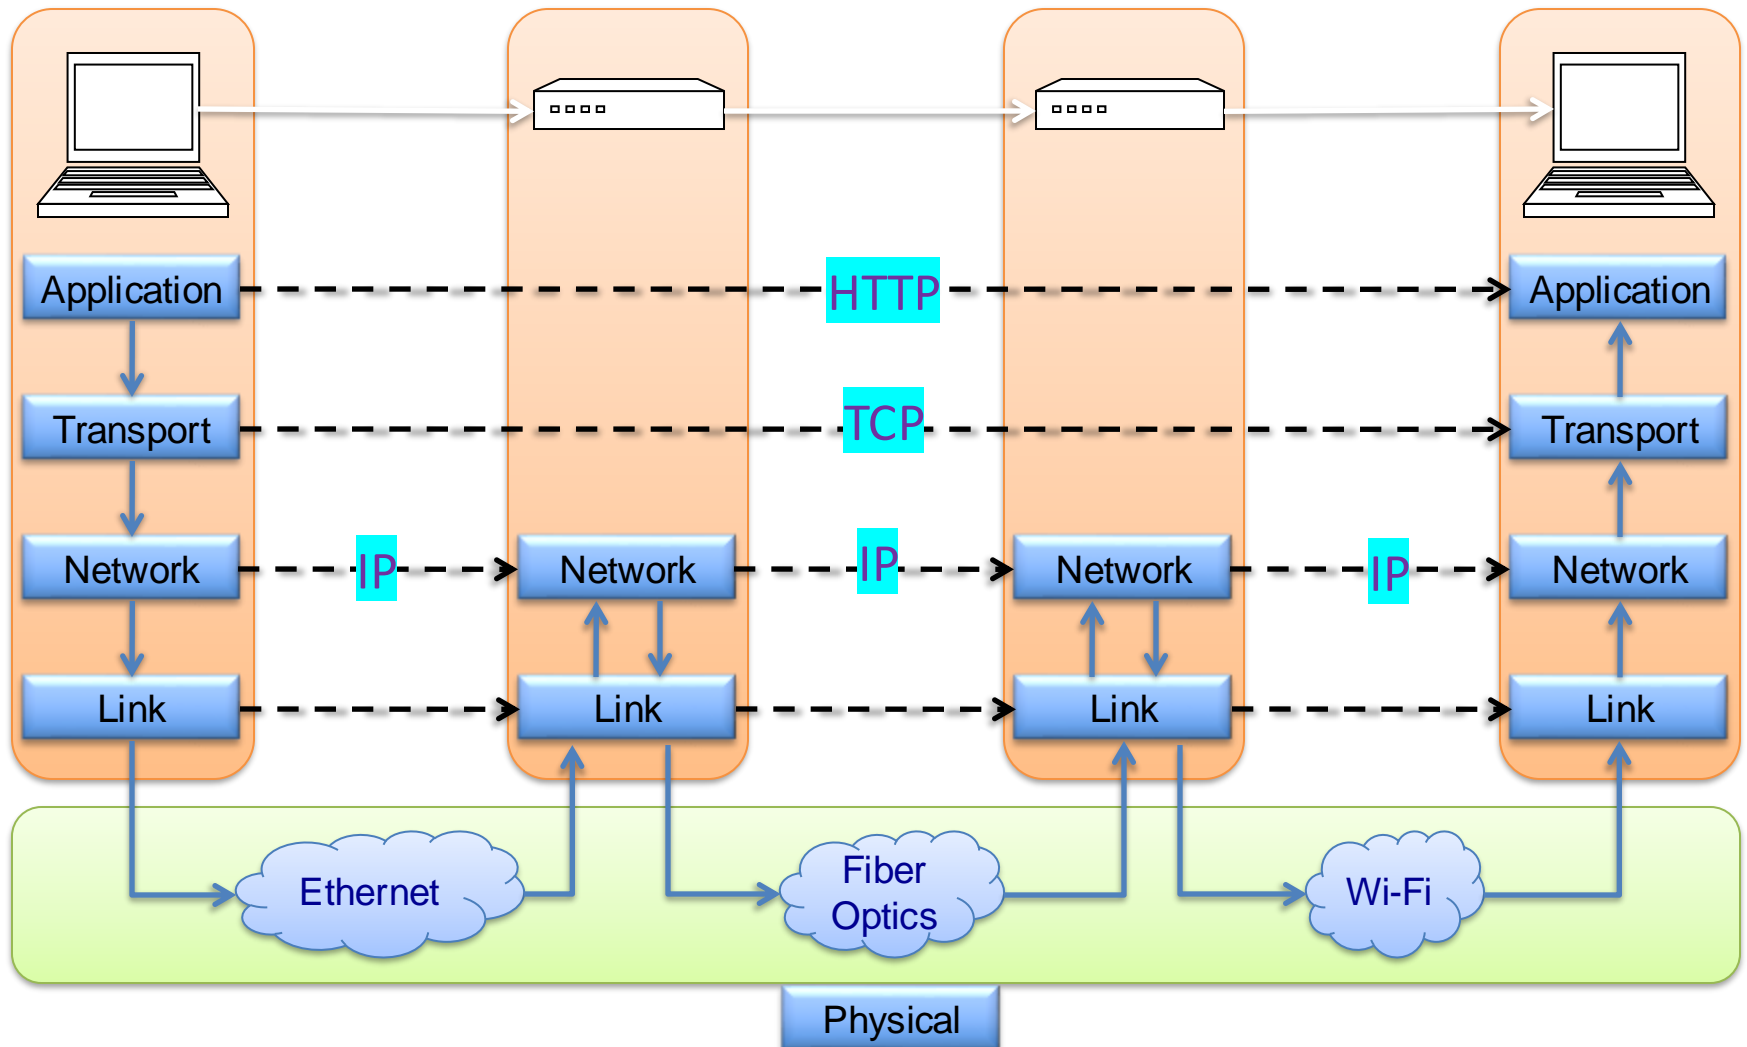 Application
HTTP
Application
Transport
TCP
Transport
Network
IP
Network
IP
Network
IP
Network
Link
Link
Link
Link
Ethernet
Fiber
Optics
Wi-Fi
Physical